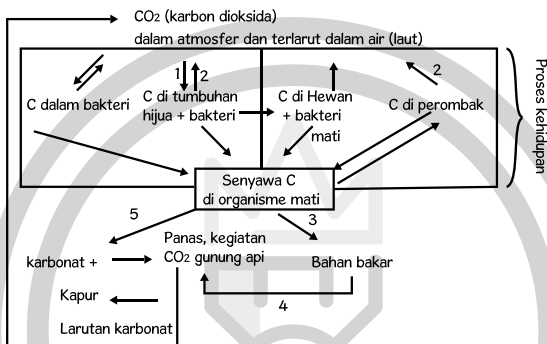 CO2 (karbon dioksida)
dalam atmosfer dan terlarut dalam air (laut)
1
2
2
C dalam bakteri
C di tumbuhan
hijua + bakteri
C di Hewan
+ bakteri
mati
C di perombak
Proses kehidupan
Senyawa C
di organisme mati
5
3
Panas, kegiatan
CO2 gunung api
karbonat +
Bahan bakar
Kapur
4
Larutan karbonat